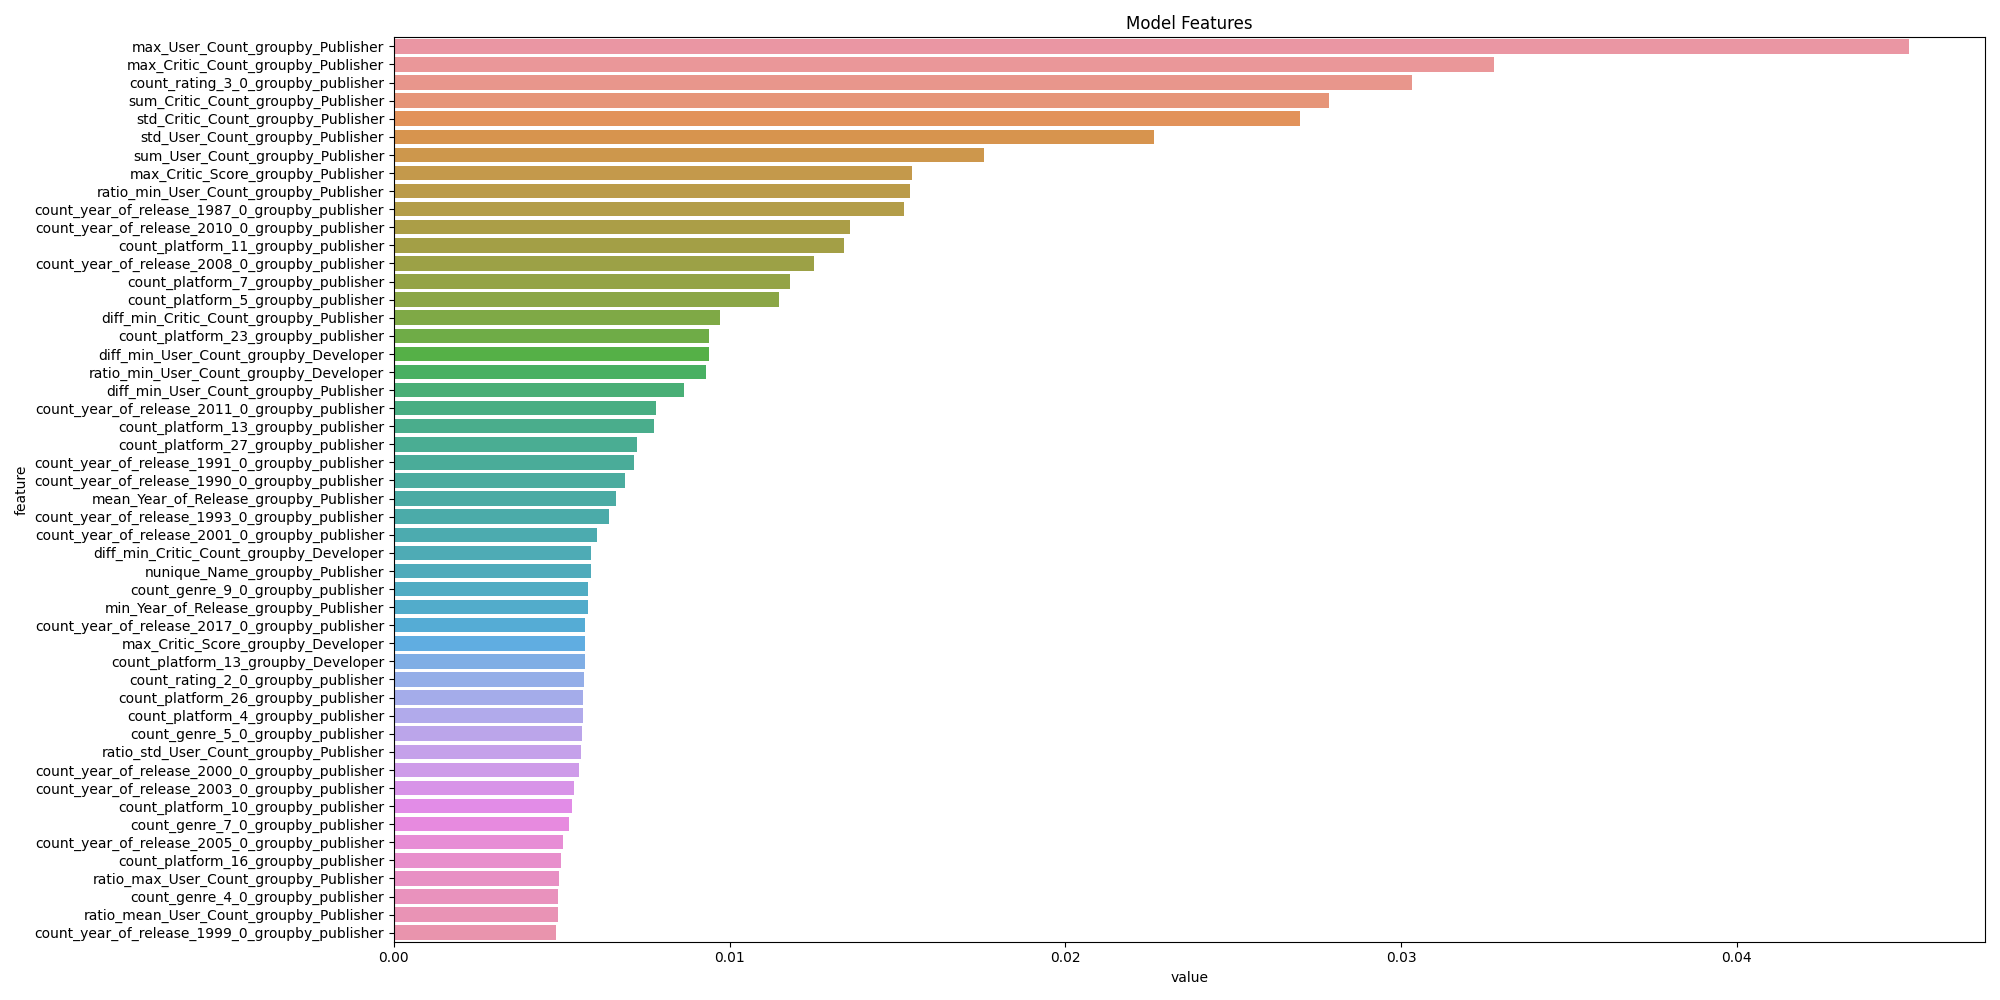 Model Features
max_User_Count_groupby_Publisher
max_Critic_Count_groupby_Publisher
count_rating_3_0_groupby_publisher
sum_Critic_Count_groupby_Publisher
std_Critic_Count_groupby_Publisher
std_User_Count_groupby_Publisher
sum_User_Count_groupby_Publisher
max_Critic_Score_groupby_Publisher
ratio_min_User_Count_groupby_Publisher
count_year_of_release_1987_0_groupby_publisher
count_year_of_release_2010_0_groupby_publisher
count_platform_11_groupby_publisher
count_year_of_release_2008_0_groupby_publisher
count_platform_7_groupby_publisher
count_platform_5_groupby_publisher
diff_min_Critic_Count_groupby_Publisher
count_platform_23_groupby_publisher
diff_min_User_Count_groupby_Developer
ratio_min_User_Count_groupby_Developer
diff_min_User_Count_groupby_Publisher
count_year_of_release_2011_0_groupby_publisher
count_platform_13_groupby_publisher
count_platform_27_groupby_publisher
count_year_of_release_1991_0_groupby_publisher
count_year_of_release_1990_0_groupby_publisher
mean_Year_of_Release_groupby_Publisher
count_year_of_release_1993_0_groupby_publisher
count_year_of_release_2001_0_groupby_publisher
diff_min_Critic_Count_groupby_Developer
nunique_Name_groupby_Publisher
count_genre_9_0_groupby_publisher
min_Year_of_Release_groupby_Publisher
count_year_of_release_2017_0_groupby_publisher
max_Critic_Score_groupby_Developer
count_platform_13_groupby_Developer
count_rating_2_0_groupby_publisher
count_platform_26_groupby_publisher
count_platform_4_groupby_publisher
count_genre_5_0_groupby_publisher
ratio_std_User_Count_groupby_Publisher
count_year_of_release_2000_0_groupby_publisher
count_year_of_release_2003_0_groupby_publisher
count_platform_10_groupby_publisher
count_genre_7_0_groupby_publisher
count_year_of_release_2005_0_groupby_publisher
count_platform_16_groupby_publisher
ratio_max_User_Count_groupby_Publisher
count_genre_4_0_groupby_publisher
ratio_mean_User_Count_groupby_Publisher
count_year_of_release_1999_0_groupby_publisher
feature
0.00 0.01 0.02 0.03 0.04
value